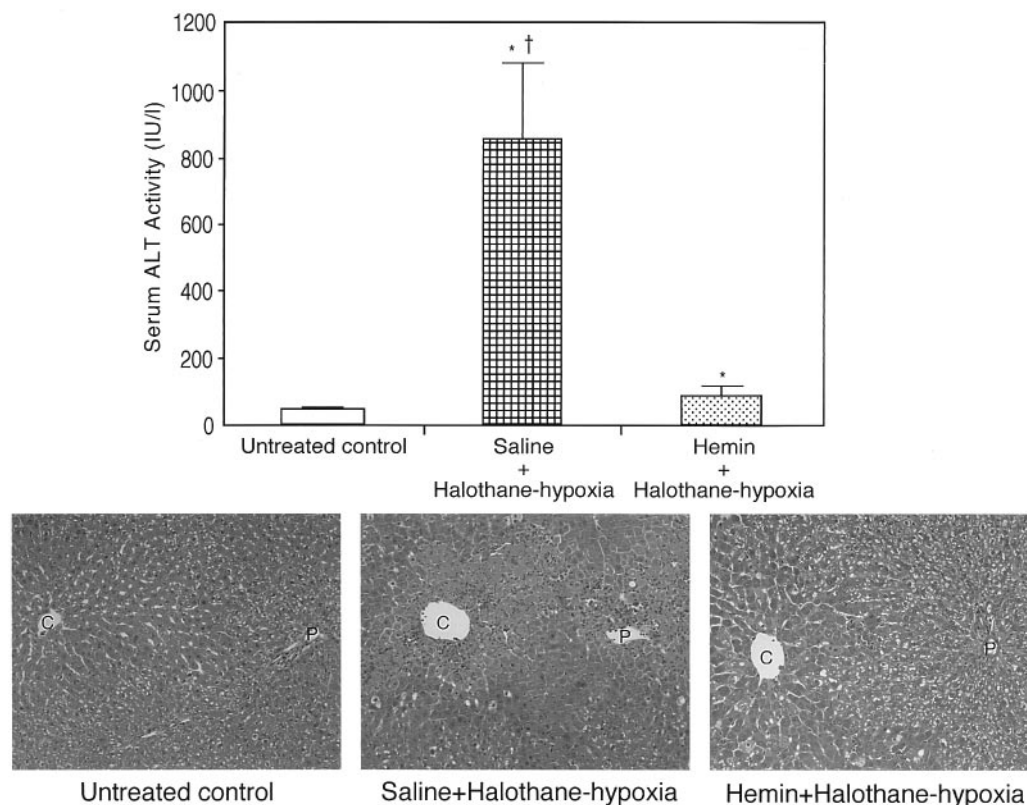 1200
1000
800
600
400
200
0
Serum ALT Activity (IU/l)
* †
*
Untreated control
Saline
+
Halothane-hypoxia
Hemin
+
Halothane-hypoxia
C
P
C
P
C
P
Untreated control
Saline+Halothane-hypoxia
Hemin+Halothane-hypoxia